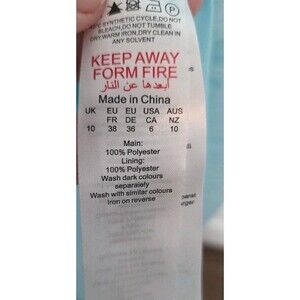 C SYNTHETIC CYCLE,DO NOT
BLEACH,DO NOT TUMBLE
DRY,WARM IRON,DRY CLEAN IN
ANY SOLVENT
KEEP AWAY
FORM FIRE
أبعدها عن النار
Made in China
UK EU EU USA AUS
FR DE CA NZ
10 38 36 6 10
Main:
100% Polyester
Lining:
100% Polyester
Wash dark colours
separately
Wash with similar colours
Iron on reverse